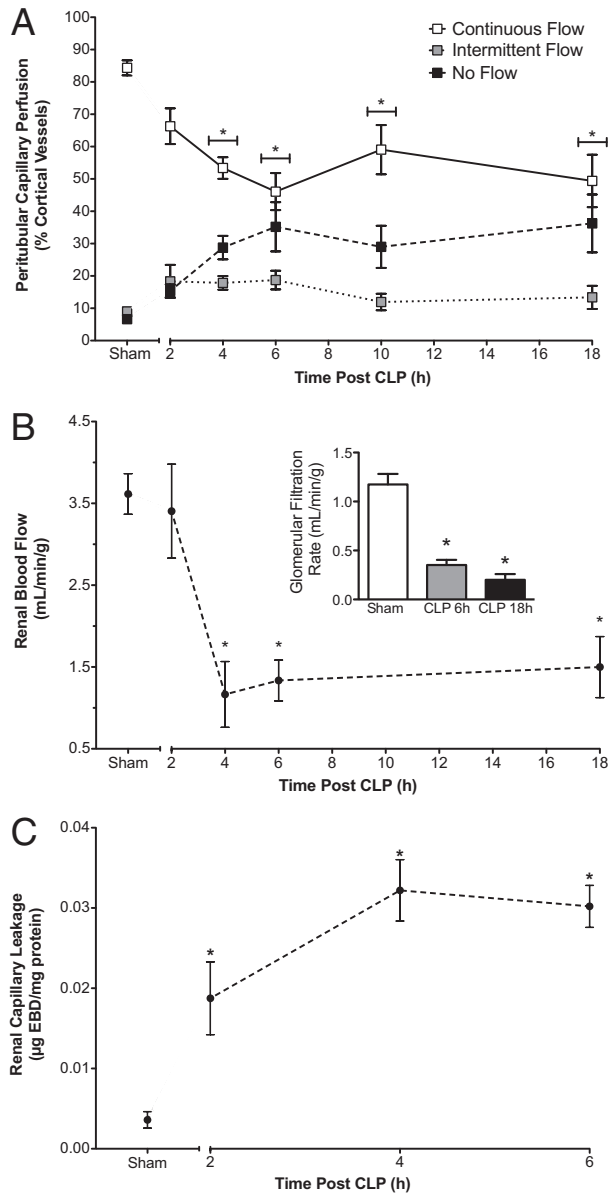 A
100
90
80
70
60
50
40
30
20
10
0
Peritubular Capillary Perfusion
(% Cortical Vessels)
Continuous Flow
Intermittent Flow
No Flow
*
*
*
*
Sham 2 4 6 8 10 12 14 16 18
Time Post CLP (h)
B
4.5
3.5
2.5
1.5
0.5
Renal Blood Flow
(mL/min/g)
*
*
*
Glomerular Filtration
Rate (mL/min/g)
1.5
1.0
0.5
0.0
*
*
Sham CLP 6h CLP 18h
Sham 2 4 6 8 10 12 14 16 18
Time Post CLP (h)
C
0.04
0.03
0.02
0.01
0.00
Renal Capillary Leakage
(µg EBD/mg protein)
*
*
*
Sham 2 4 6
Time Post CLP (h)